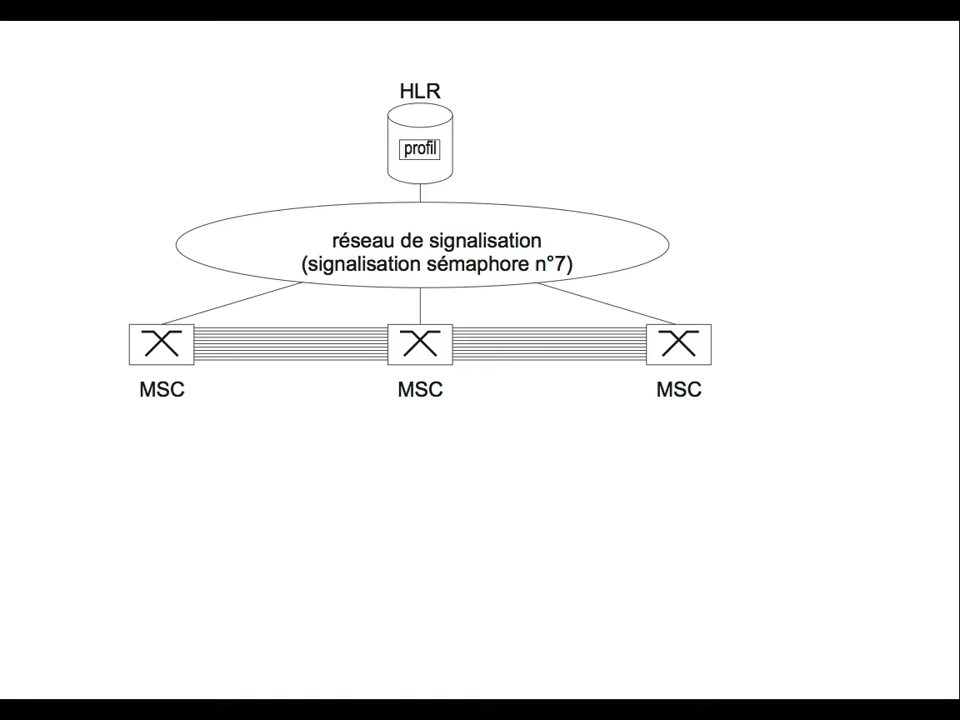 HLR
profil
réseau de signalisation
(signalisation sémaphore n°7)
MSC
MSC
MSC